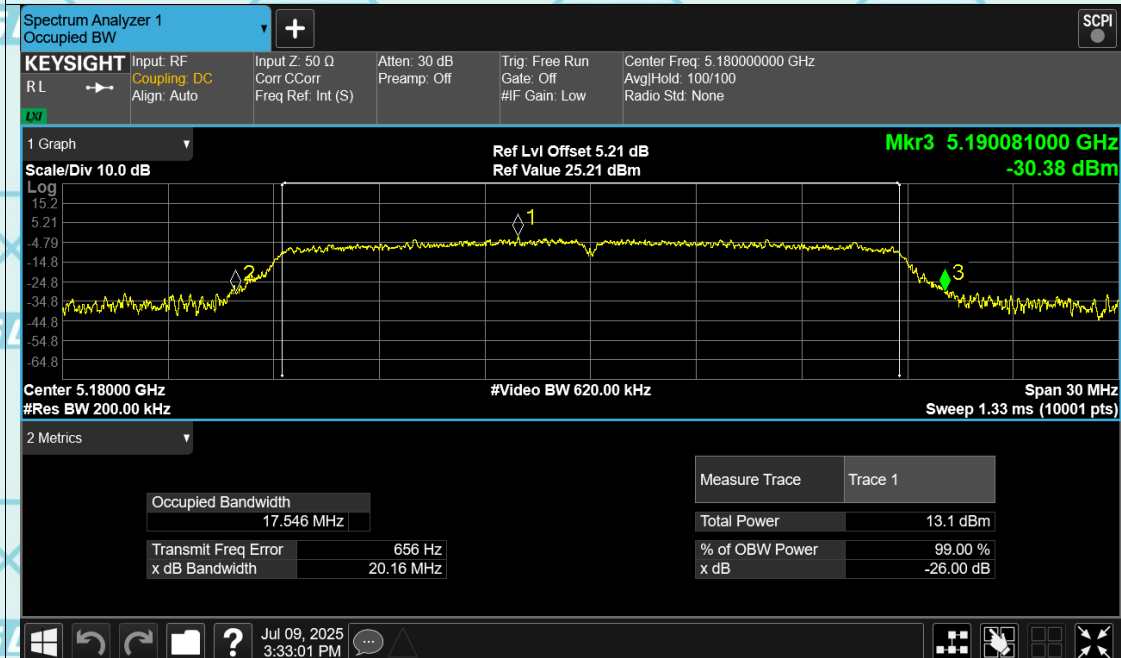 Spectrum Analyzer 1
Occupied BW
+
SCPI
KEYSIGHT
RL
LXI
Input: RF
Coupling: DC
Align: Auto
Input Z: 50 Ω
Corr CCorr
Freq Ref: Int (S)
Atten: 30 dB
Preamp: Off
Trig: Free Run
Gate: Off
#IF Gain: Low
Center Freq: 5.180000000 GHz
Avg|Hold: 100/100
Radio Std: None
1 Graph
Scale/Div 10.0 dB
Ref Lvl Offset 5.21 dB
Ref Value 25.21 dBm
Mkr3 5.190081000 GHz
-30.38 dBm
Log
15.2
5.21
-4.79
-14.8
-24.8
-34.8
-44.8
-54.8
-64.8
1
2
3
Center 5.18000 GHz
#Video BW 620.00 kHz
Span 30 MHz
#Res BW 200.00 kHz
Sweep 1.33 ms (10001 pts)
2 Metrics
Occupied Bandwidth
17.546 MHz
Transmit Freq Error 656 Hz
x dB Bandwidth 20.16 MHz
Measure Trace Trace 1
Total Power 13.1 dBm
% of OBW Power 99.00 %
x dB -26.00 dB
?
Jul 09, 2025
3:33:01 PM